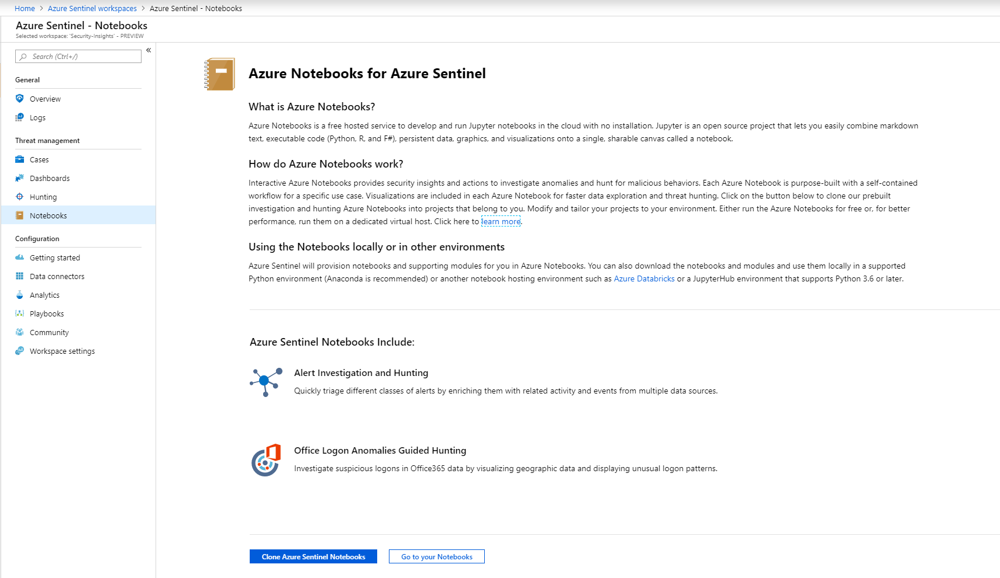 Home > Azure Sentinel workspaces > Azure Sentinel - Notebooks
Azure Sentinel - Notebooks
Selected workspace: 'Security-Insights' - PREVIEW
Search (Ctrl+/)
«
General
Overview
Logs
Threat management
Cases
Dashboards
Hunting
Notebooks
Configuration
Getting started
Data connectors
Analytics
Playbooks
Community
Workspace settings
Azure Notebooks for Azure Sentinel
What is Azure Notebooks?
Azure Notebooks is a free hosted service to develop and run Jupyter notebooks in the cloud with no installation. Jupyter is an open source project that lets you easily combine markdown
text, executable code (Python, R, and F#), persistent data, graphics, and visualizations onto a single, sharable canvas called a notebook.
How do Azure Notebooks work?
Interactive Azure Notebooks provides security insights and actions to investigate anomalies and hunt for malicious behaviors. Each Azure Notebook is purpose-built with a self-contained
workflow for a specific use case. Visualizations are included in each Azure Notebook for faster data exploration and threat hunting. Click on the button below to clone our prebuilt
investigation and hunting Azure Notebooks into projects that belong to you. Modify and tailor your projects to your environment. Either run the Azure Notebooks for free or, for better
performance, run them on a dedicated virtual host. Click here to learn more.
Using the Notebooks locally or in other environments
Azure Sentinel will provision notebooks and supporting modules for you in Azure Notebooks. You can also download the notebooks and modules and use them locally in a supported
Python environment (Anaconda is recommended) or another notebook hosting environment such as Azure Databricks or a JupyterHub environment that supports Python 3.6 or later.
Azure Sentinel Notebooks Include:
Alert Investigation and Hunting
Quickly triage different classes of alerts by enriching them with related activity and events from multiple data sources.
Office Logon Anomalies Guided Hunting
Investigate suspicious logons in Office365 data by visualizing geographic data and displaying unusual logon patterns.
Clone Azure Sentinel Notebooks
Go to your Notebooks